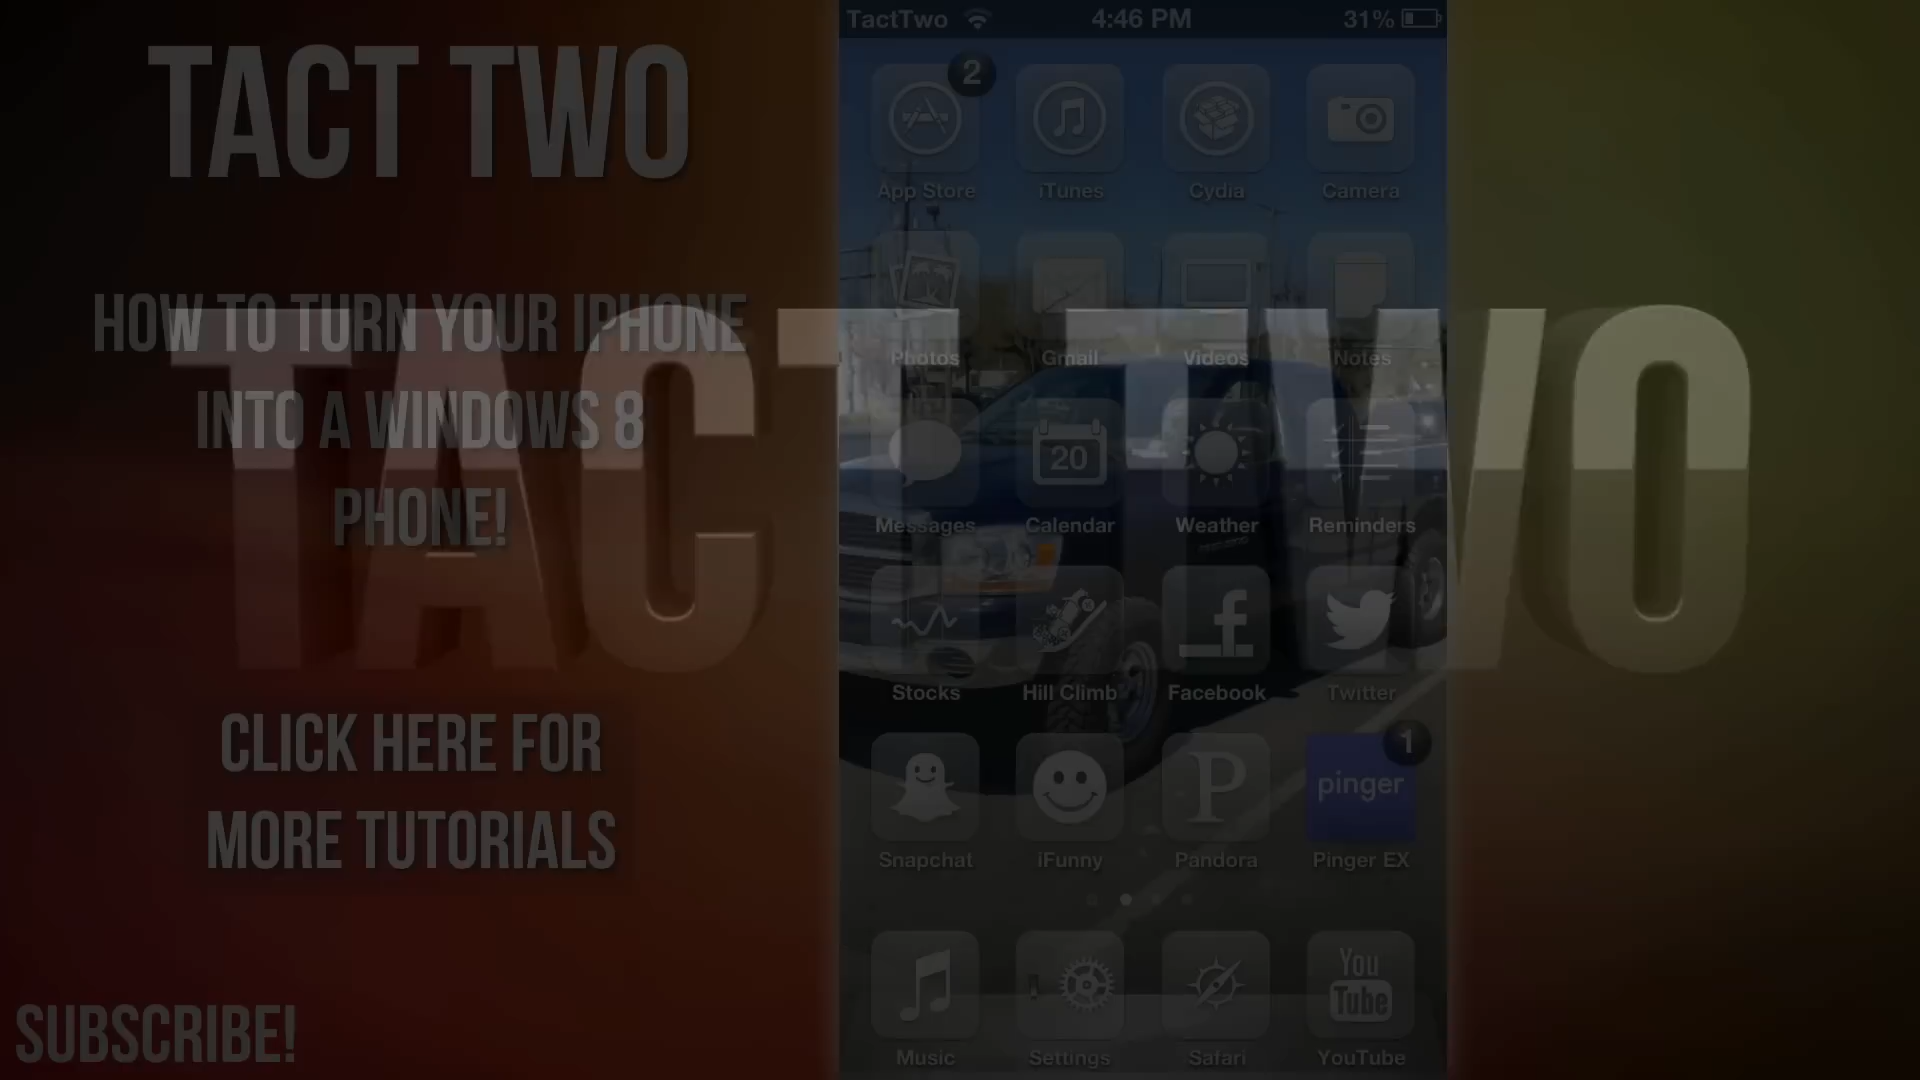 TACT TWO
HOW TO TURN YOUR IPHONE
INTO A WINDOWS 8
PHONE!
CLICK HERE FOR
MORE TUTORIALS
SUBSCRIBE!
TACT TWO
TactTwo 4:46 PM 31%
2
App Store iTunes Cydia Camera
Photos Gmail Videos Notes
20
Messages Calendar Weather Reminders
f
Stocks Hill Climb Facebook Twitter
P pinger 1
Snapchat iFunny Pandora Pinger EX
You
Tube
Music Settings Safari YouTube